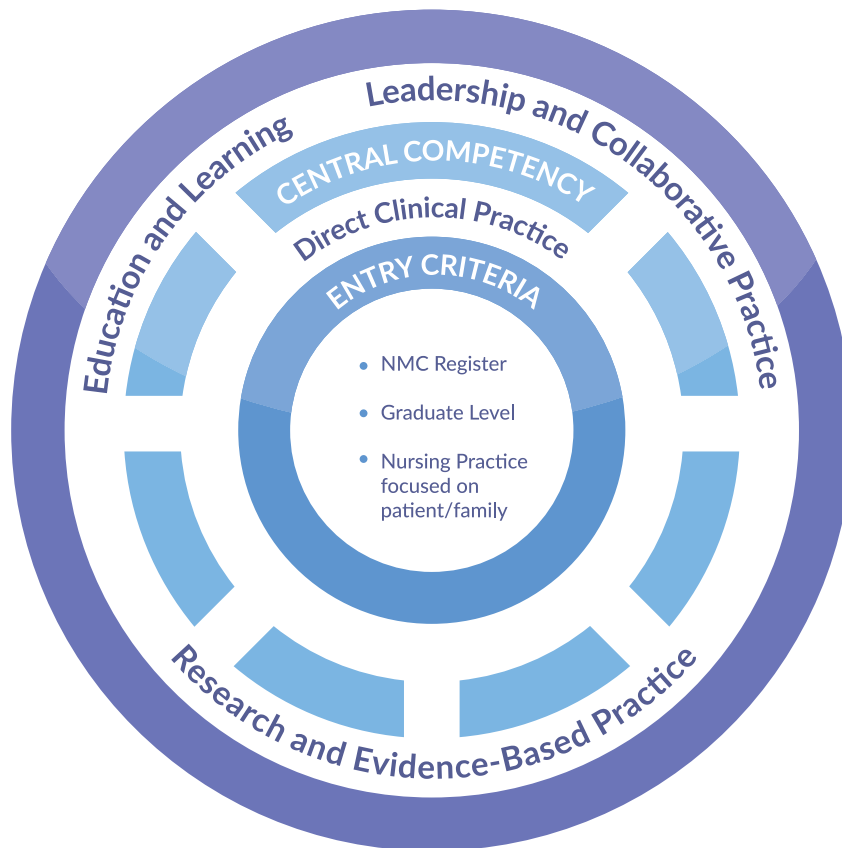 Leadership and Collaborative Practice
Education and Learning
CENTRAL COMPETENCY
Direct Clinical Practice
ENTRY CRITERIA
• NMC Register
• Graduate Level
• Nursing Practice
focused on
patient/family
Research and Evidence-Based Practice